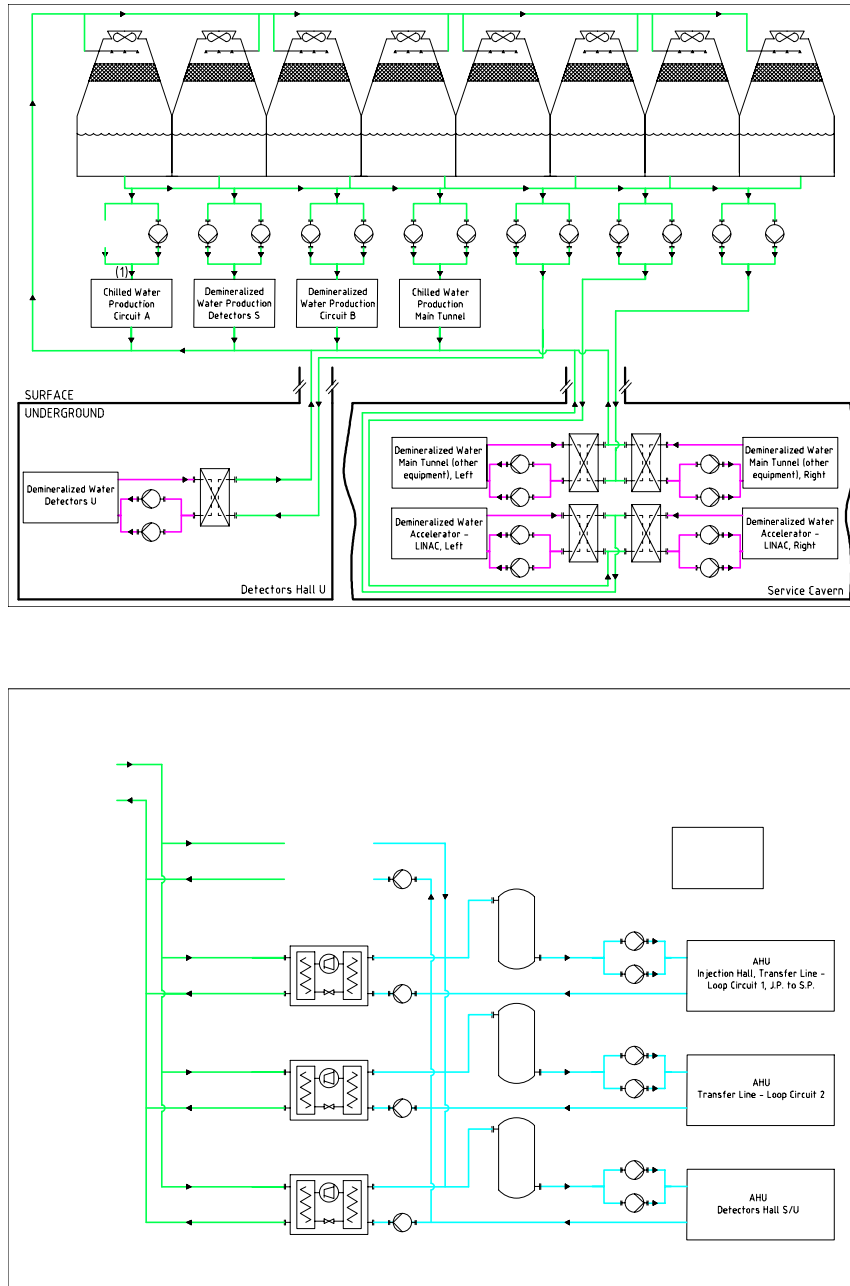 (1)
Chilled Water
Production
Circuit A
Demineralized
Water Production
Detectors S
Demineralized
Water Production
Circuit B
Chilled Water
Production
Main Tunnel
SURFACE
UNDERGROUND
Demineralized Water
Detectors U
Detectors Hall U
Demineralized Water
Main Tunnel (other
equipment), Left
Demineralized Water
Main Tunnel (other
equipment), Right
Demineralized Water
Accelerator -
LINAC, Left
Demineralized Water
Accelerator -
LINAC, Right
Service Cavern
AHU
Injection Hall, Transfer Line -
Loop Circuit 1, J.P. to S.P.
AHU
Transfer Line - Loop Circuit 2
AHU
Detectors Hall S/U